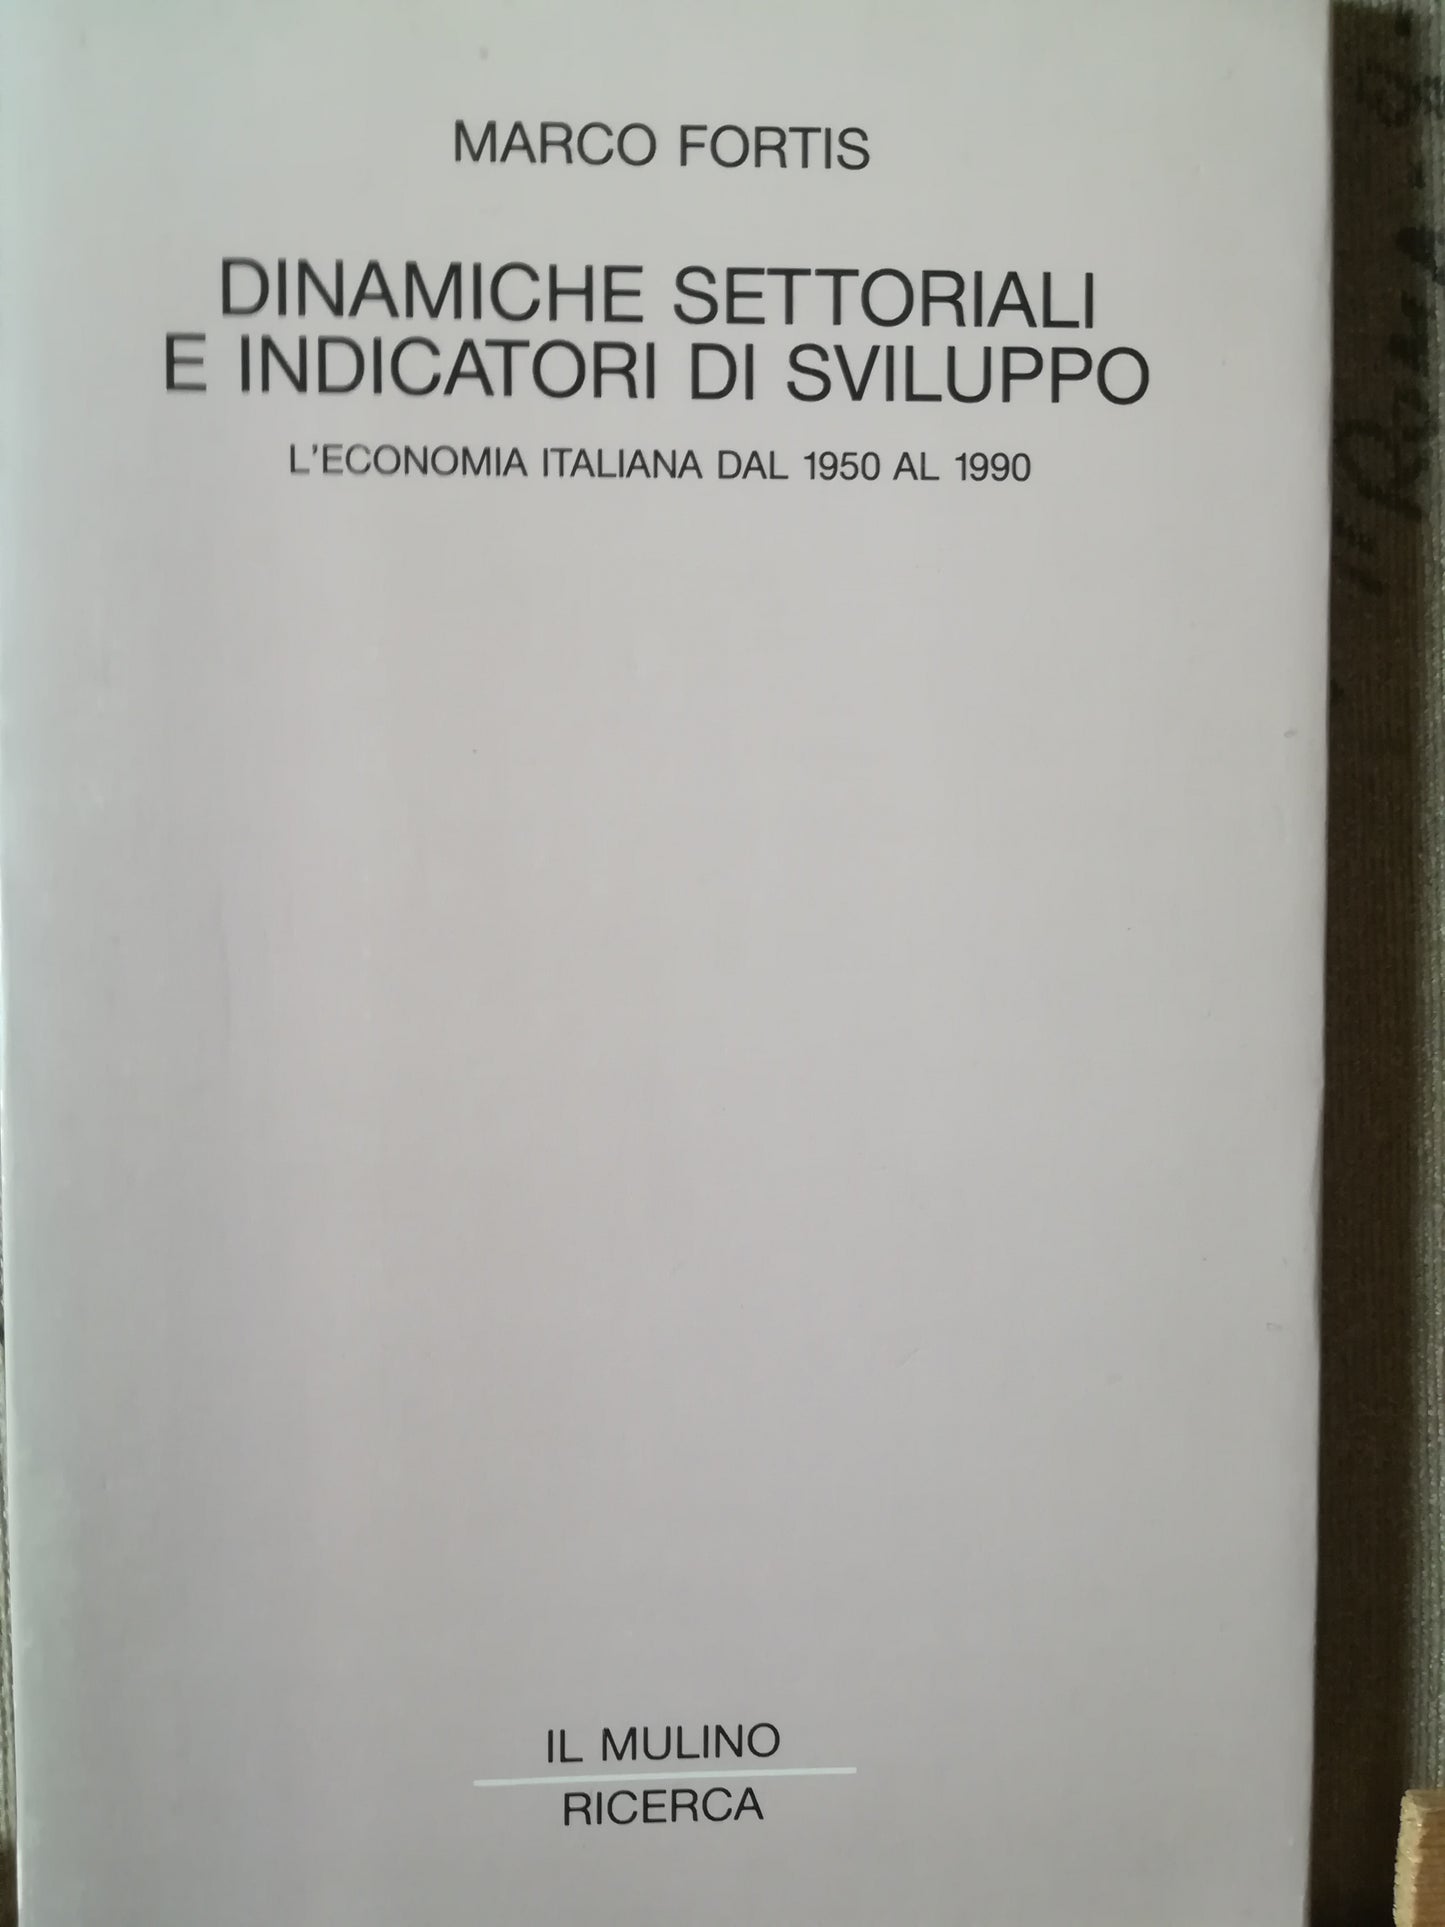 MARCO FORTIS
DINAMICHE SETTORIALI
E INDICATORI DI SVILUPPO
L'ECONOMIA ITALIANA DAL 1950 AL 1990
IL MULINO
RICERCA